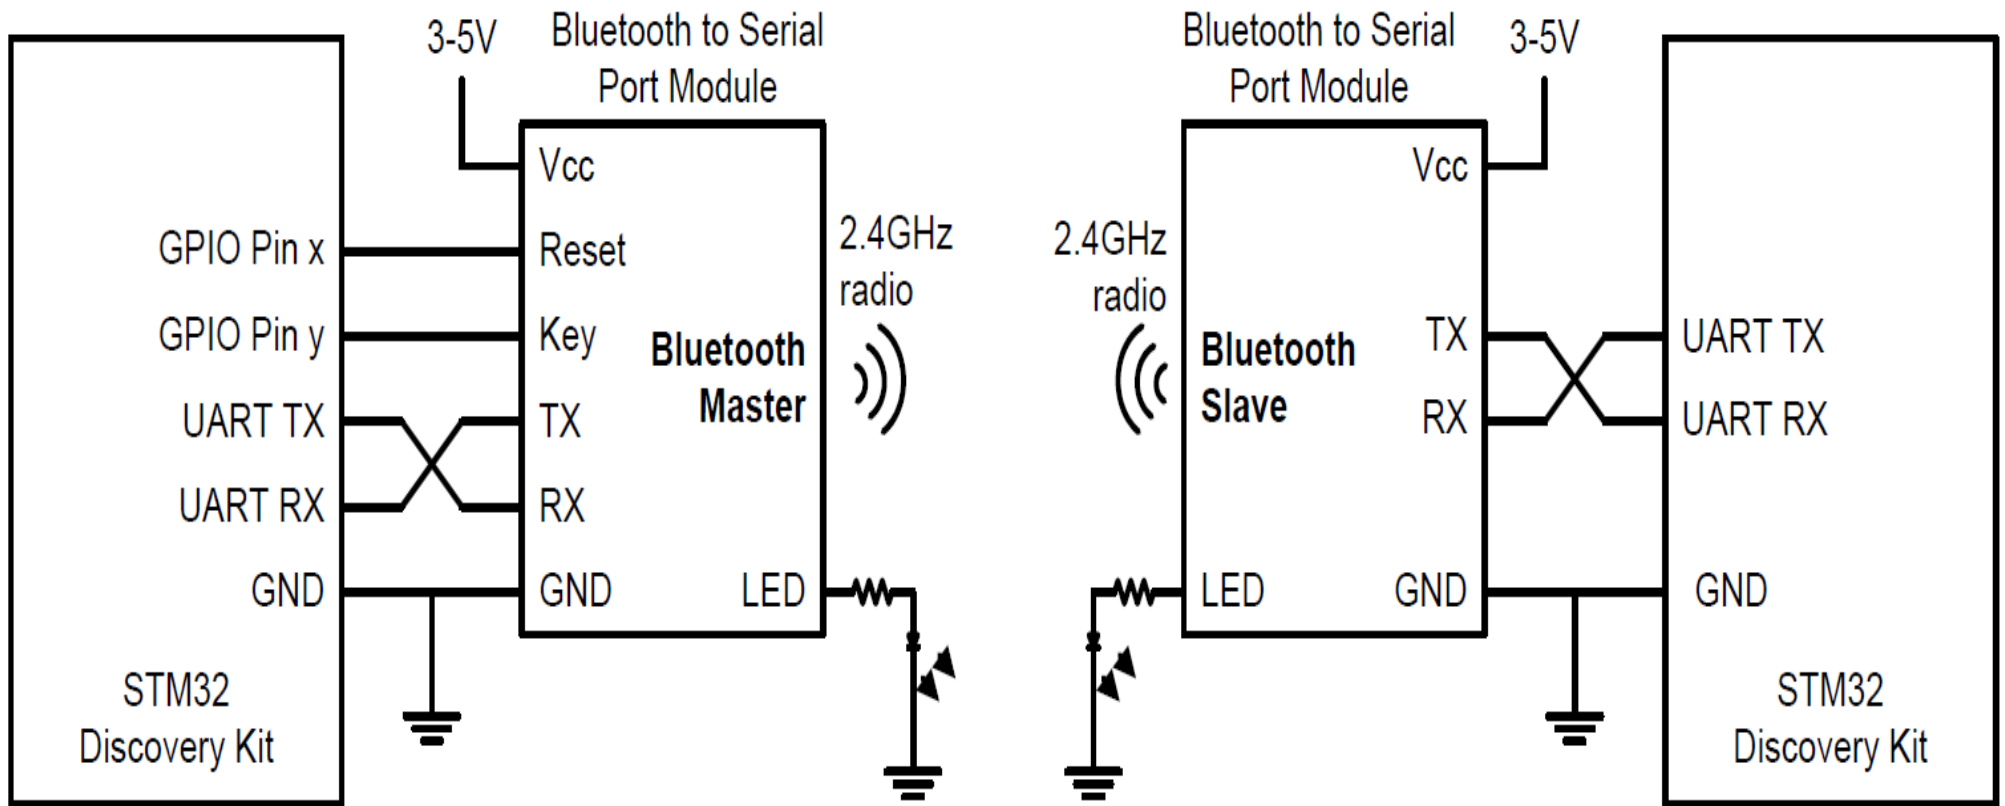 3-5V
Bluetooth to Serial
Port Module
Vcc
GPIO Pin x
Reset
GPIO Pin y
Key
Bluetooth
Master
UART TX
TX
UART RX
RX
GND
GND
LED
STM32
Discovery Kit
2.4GHz
radio
Bluetooth to Serial
Port Module
3-5V
Vcc
2.4GHz
radio
Bluetooth
Slave
TX
UART TX
RX
UART RX
LED
GND
GND
STM32
Discovery Kit